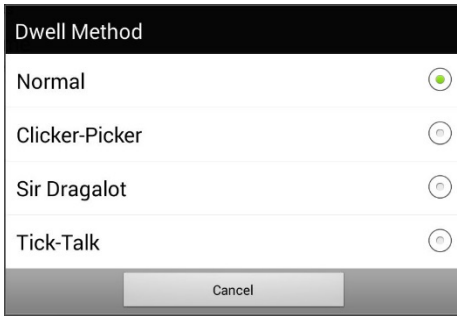 Dwell Method
Normal
Clicker-Picker
Sir Dragalot
Tick-Talk
Cancel